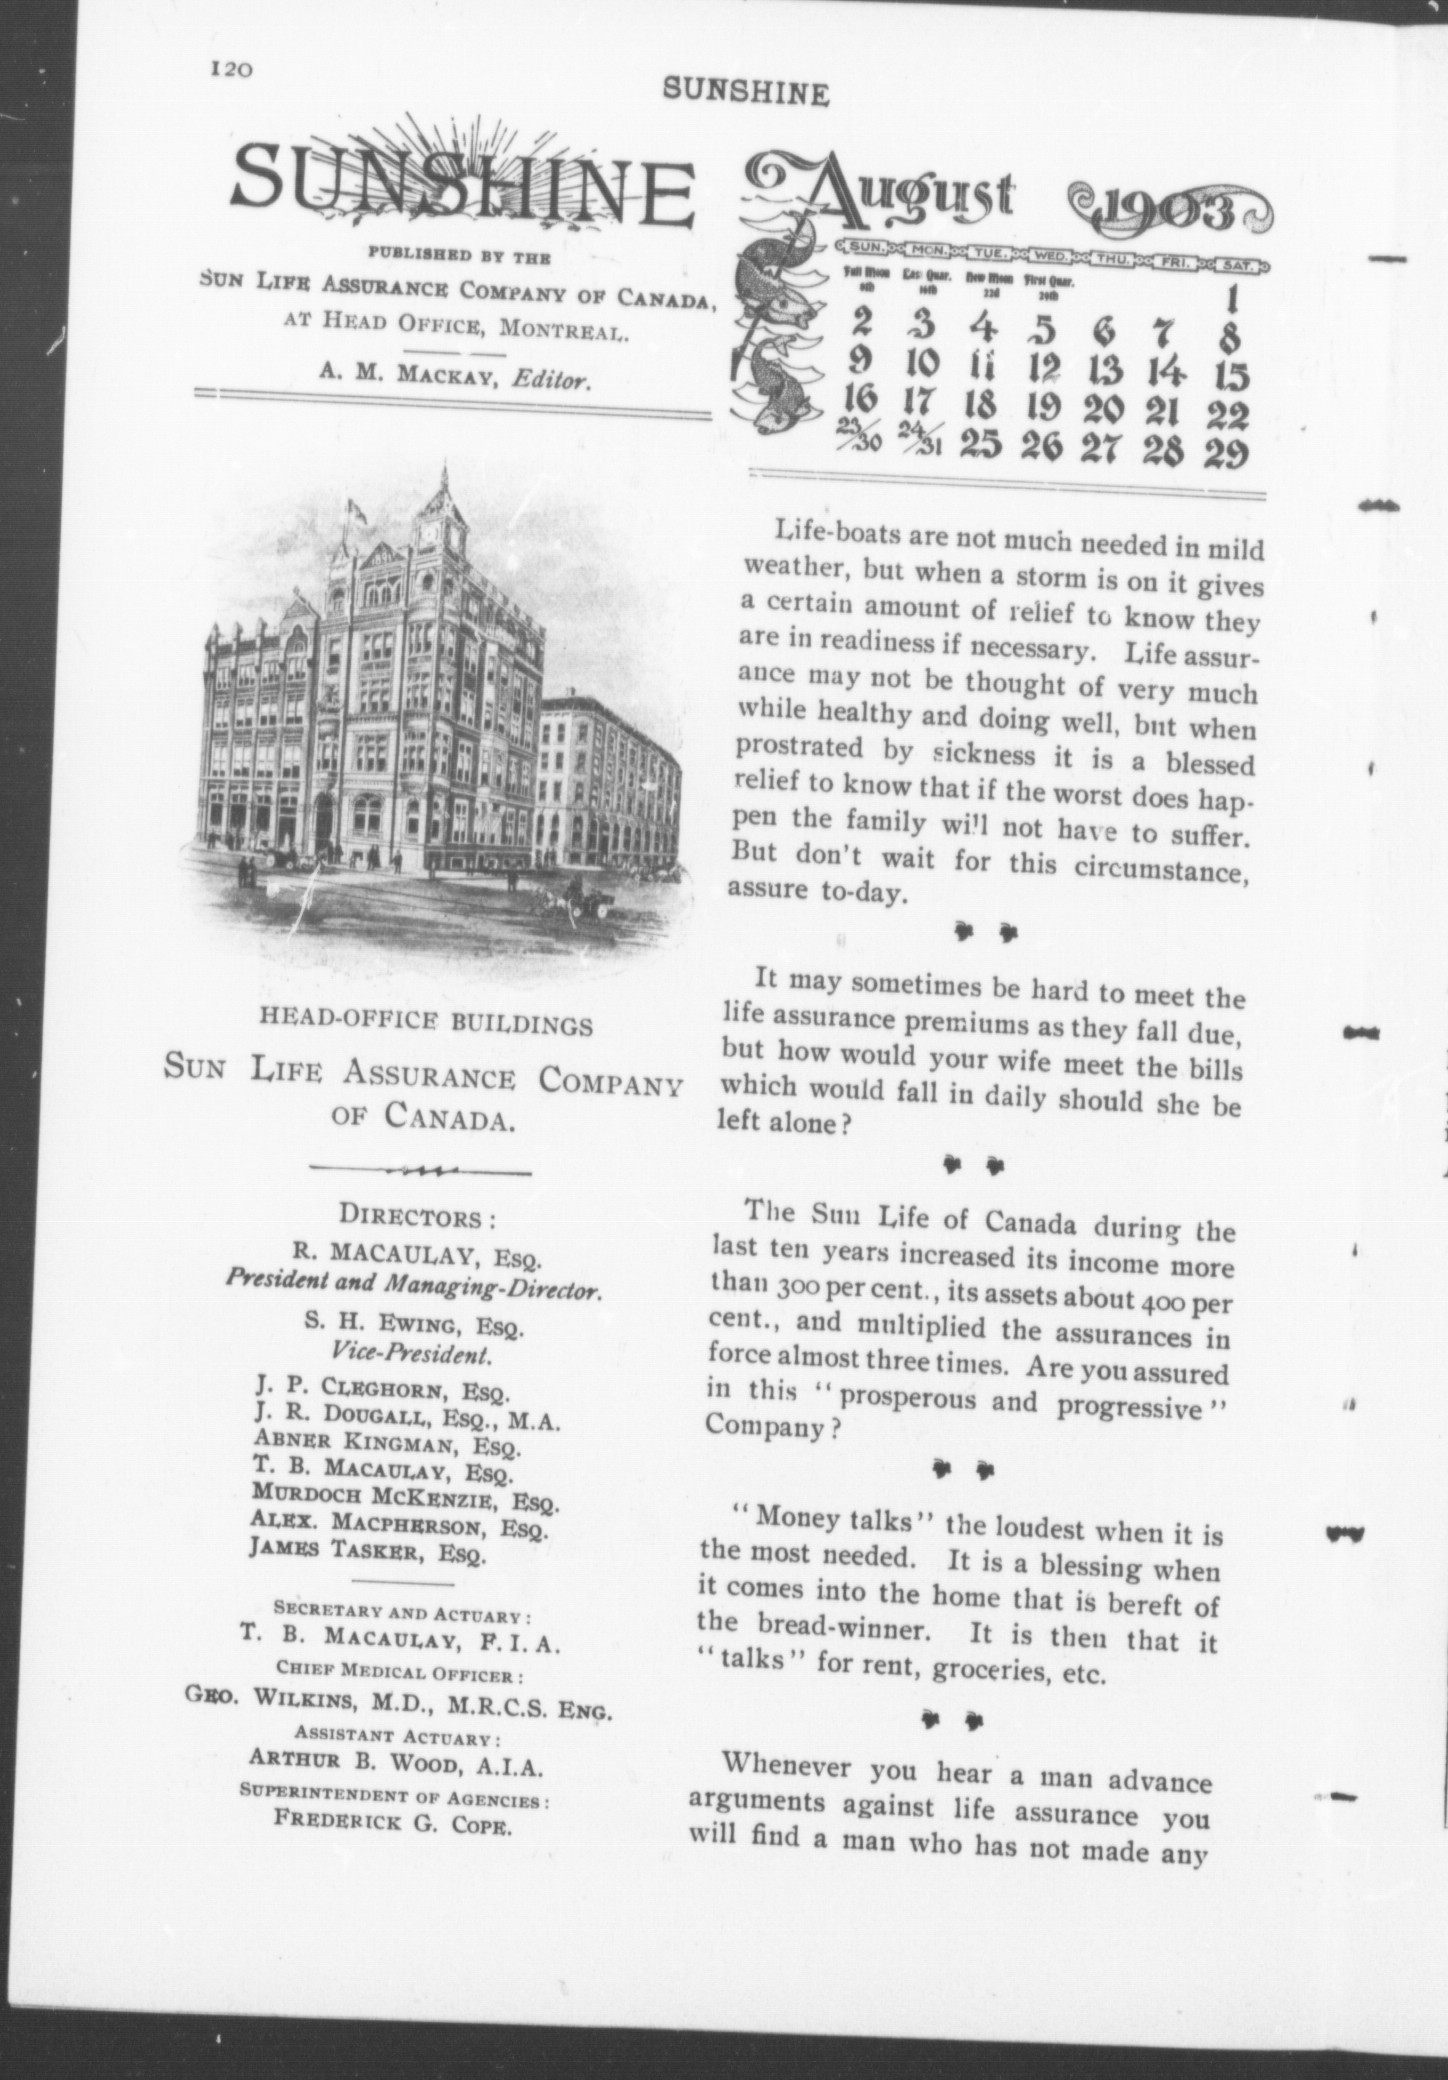 120
SUNSHINE
SUNSHINE
PUBLISHED BY THE
SUN LIFE ASSURANCE COMPANY OF CANADA,
AT HEAD OFFICE, MONTREAL.
A. M. MACKAY, Editor.
HEAD-OFFICE BUILDINGS
SUN LIFE ASSURANCE COMPANY
OF CANADA.
DIRECTORS:
R. MACAULAY, ESQ.
President and Managing-Director.
S. H. EWING, ESQ.
Vice-President.
J. P. CLEGHORN, ESQ.
J. R. DOUGALL, ESQ., M.A.
ABNER KINGMAN, ESQ.
T. B. MACAULAY, ESQ.
MURDOCH MCKENZIE, ESQ.
ALEX. MACPHERSON, ESQ.
JAMES TASKER, ESQ.
SECRETARY AND ACTUARY:
T. B. MACAULAY, F. I. A.
CHIEF MEDICAL OFFICER:
GEO. WILKINS, M.D., M.R.C.S. ENG.
ASSISTANT ACTUARY:
ARTHUR B. WOOD, A.I.A.
SUPERINTENDENT OF AGENCIES:
FREDERICK G. COPE.
August 1903
SUN. MON. TUE. WED. THU. FRI. SAT.
Full Moon Last Quar. New Moon First Quar.
8th 16th 22d 29th
1
2 3 4 5 6 7 8
9 10 11 12 13 14 15
16 17 18 19 20 21 22
23/30 24/31 25 26 27 28 29
Life-boats are not much needed in mild
weather, but when a storm is on it gives
a certain amount of relief to know they
are in readiness if necessary. Life assur-
ance may not be thought of very much
while healthy and doing well, but when
prostrated by sickness it is a blessed
relief to know that if the worst does hap-
pen the family will not have to suffer.
But don't wait for this circumstance,
assure to-day.
It may sometimes be hard to meet the
life assurance premiums as they fall due,
but how would your wife meet the bills
which would fall in daily should she be
left alone?
The Sun Life of Canada during the
last ten years increased its income more
than 300 per cent., its assets about 400 per
cent., and multiplied the assurances in
force almost three times. Are you assured
in this "prosperous and progressive"
Company?
"Money talks" the loudest when it is
the most needed. It is a blessing when
it comes into the home that is bereft of
the bread-winner. It is then that it
"talks" for rent, groceries, etc.
Whenever you hear a man advance
arguments against life assurance you
will find a man who has not made any